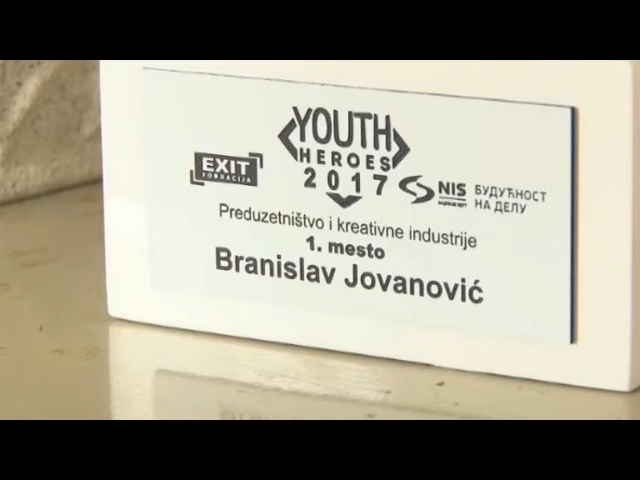 YOUTH
HEROES
2017
EXIT
FONDACIJA
NIS
БУДУЋНОСТ
НА ДЕЛУ
Preduzetništvo i kreativne industrije
1. mesto
Branislav Jovanović